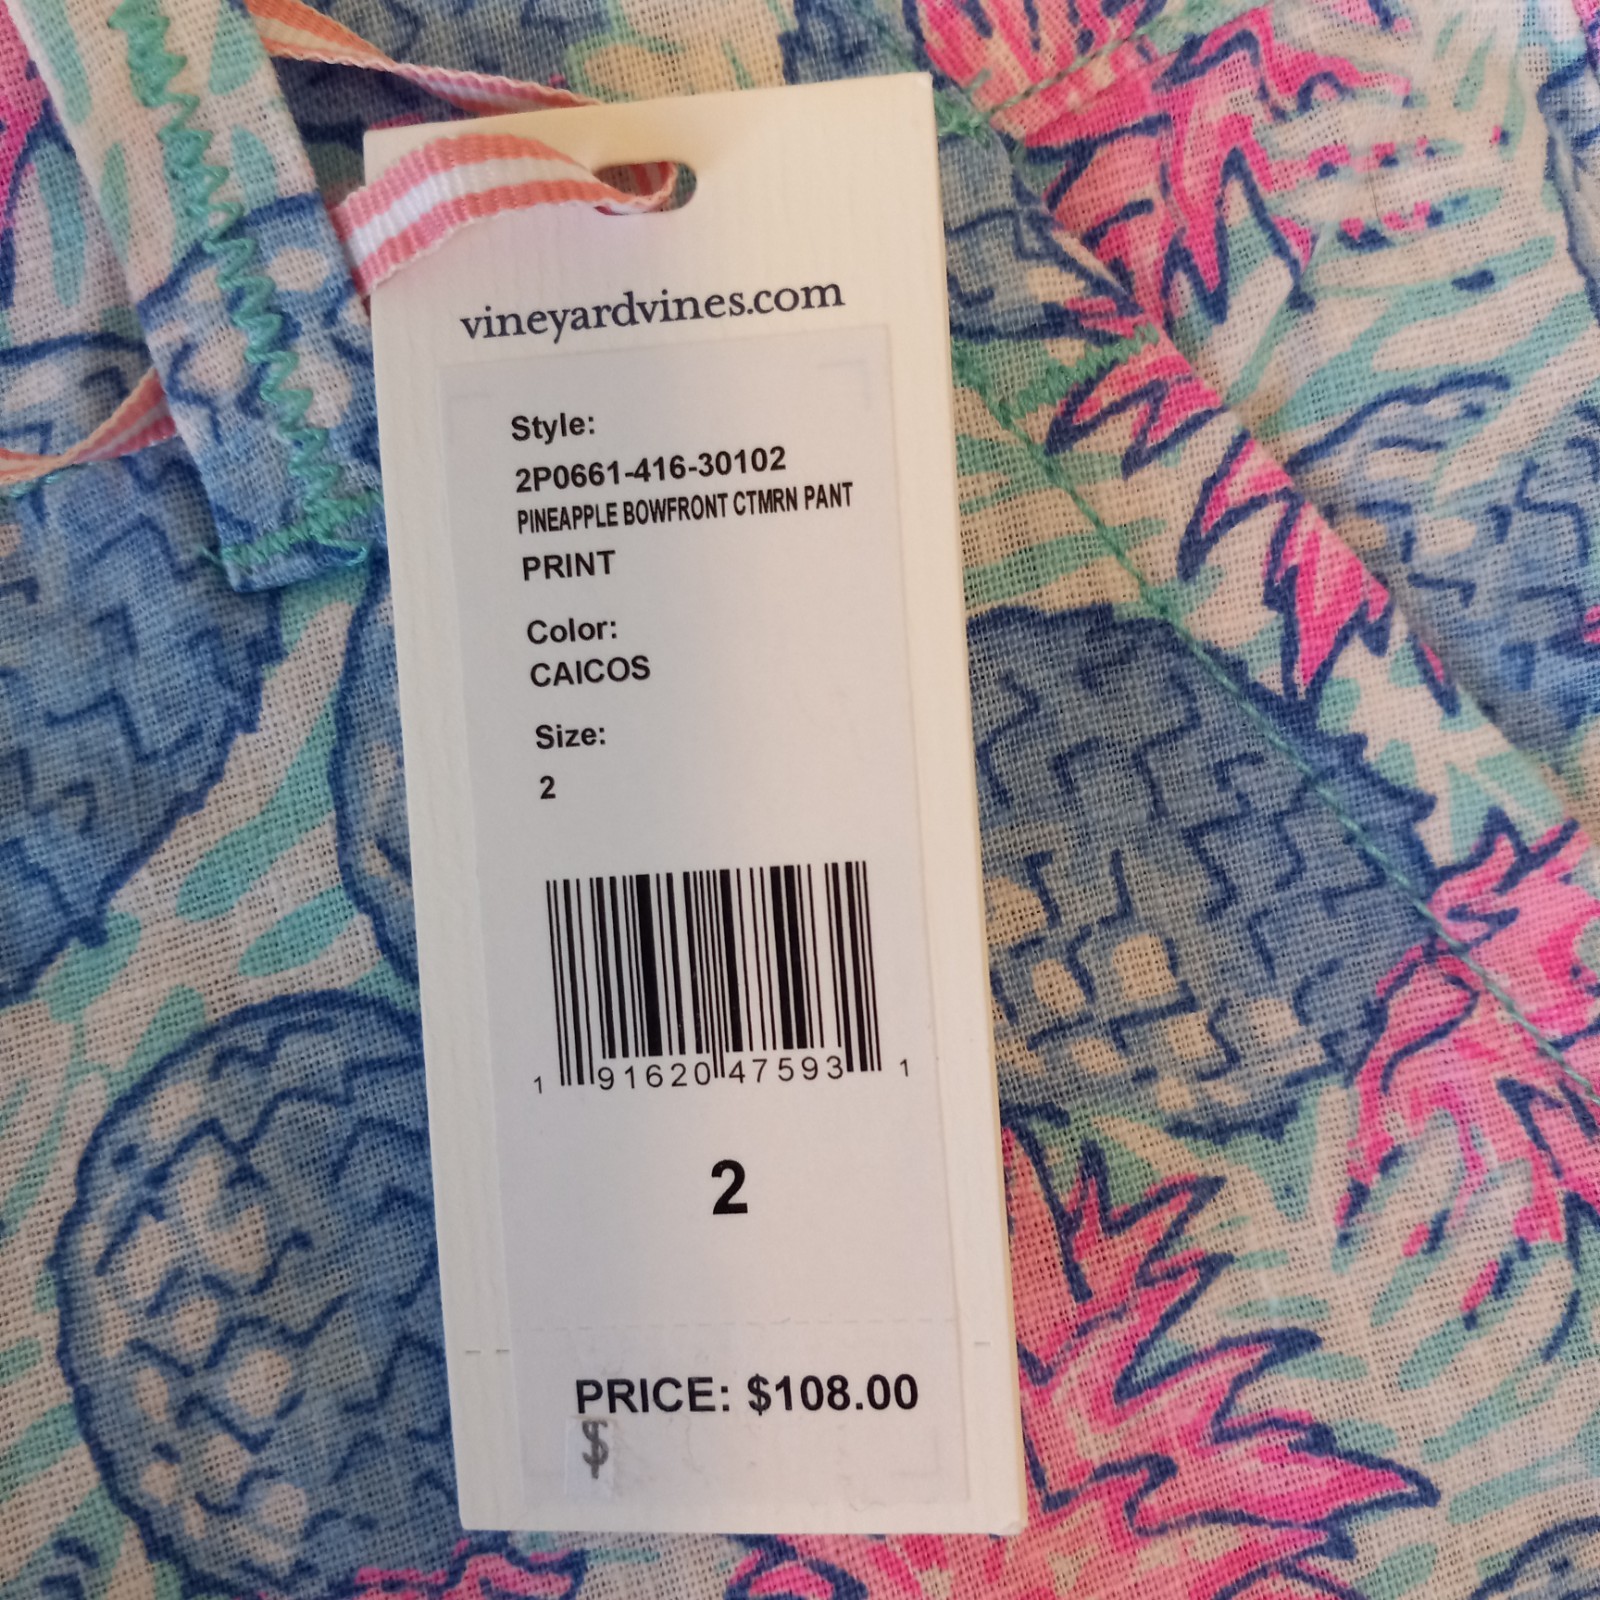 vineyardvines.com
Style:
2P0661-416-30102
PINEAPPLE BOWFRONT CTMRN PANT
PRINT
Color:
CAICOS
Size:
2
1 91620 47593 1
2
PRICE: $108.00
$